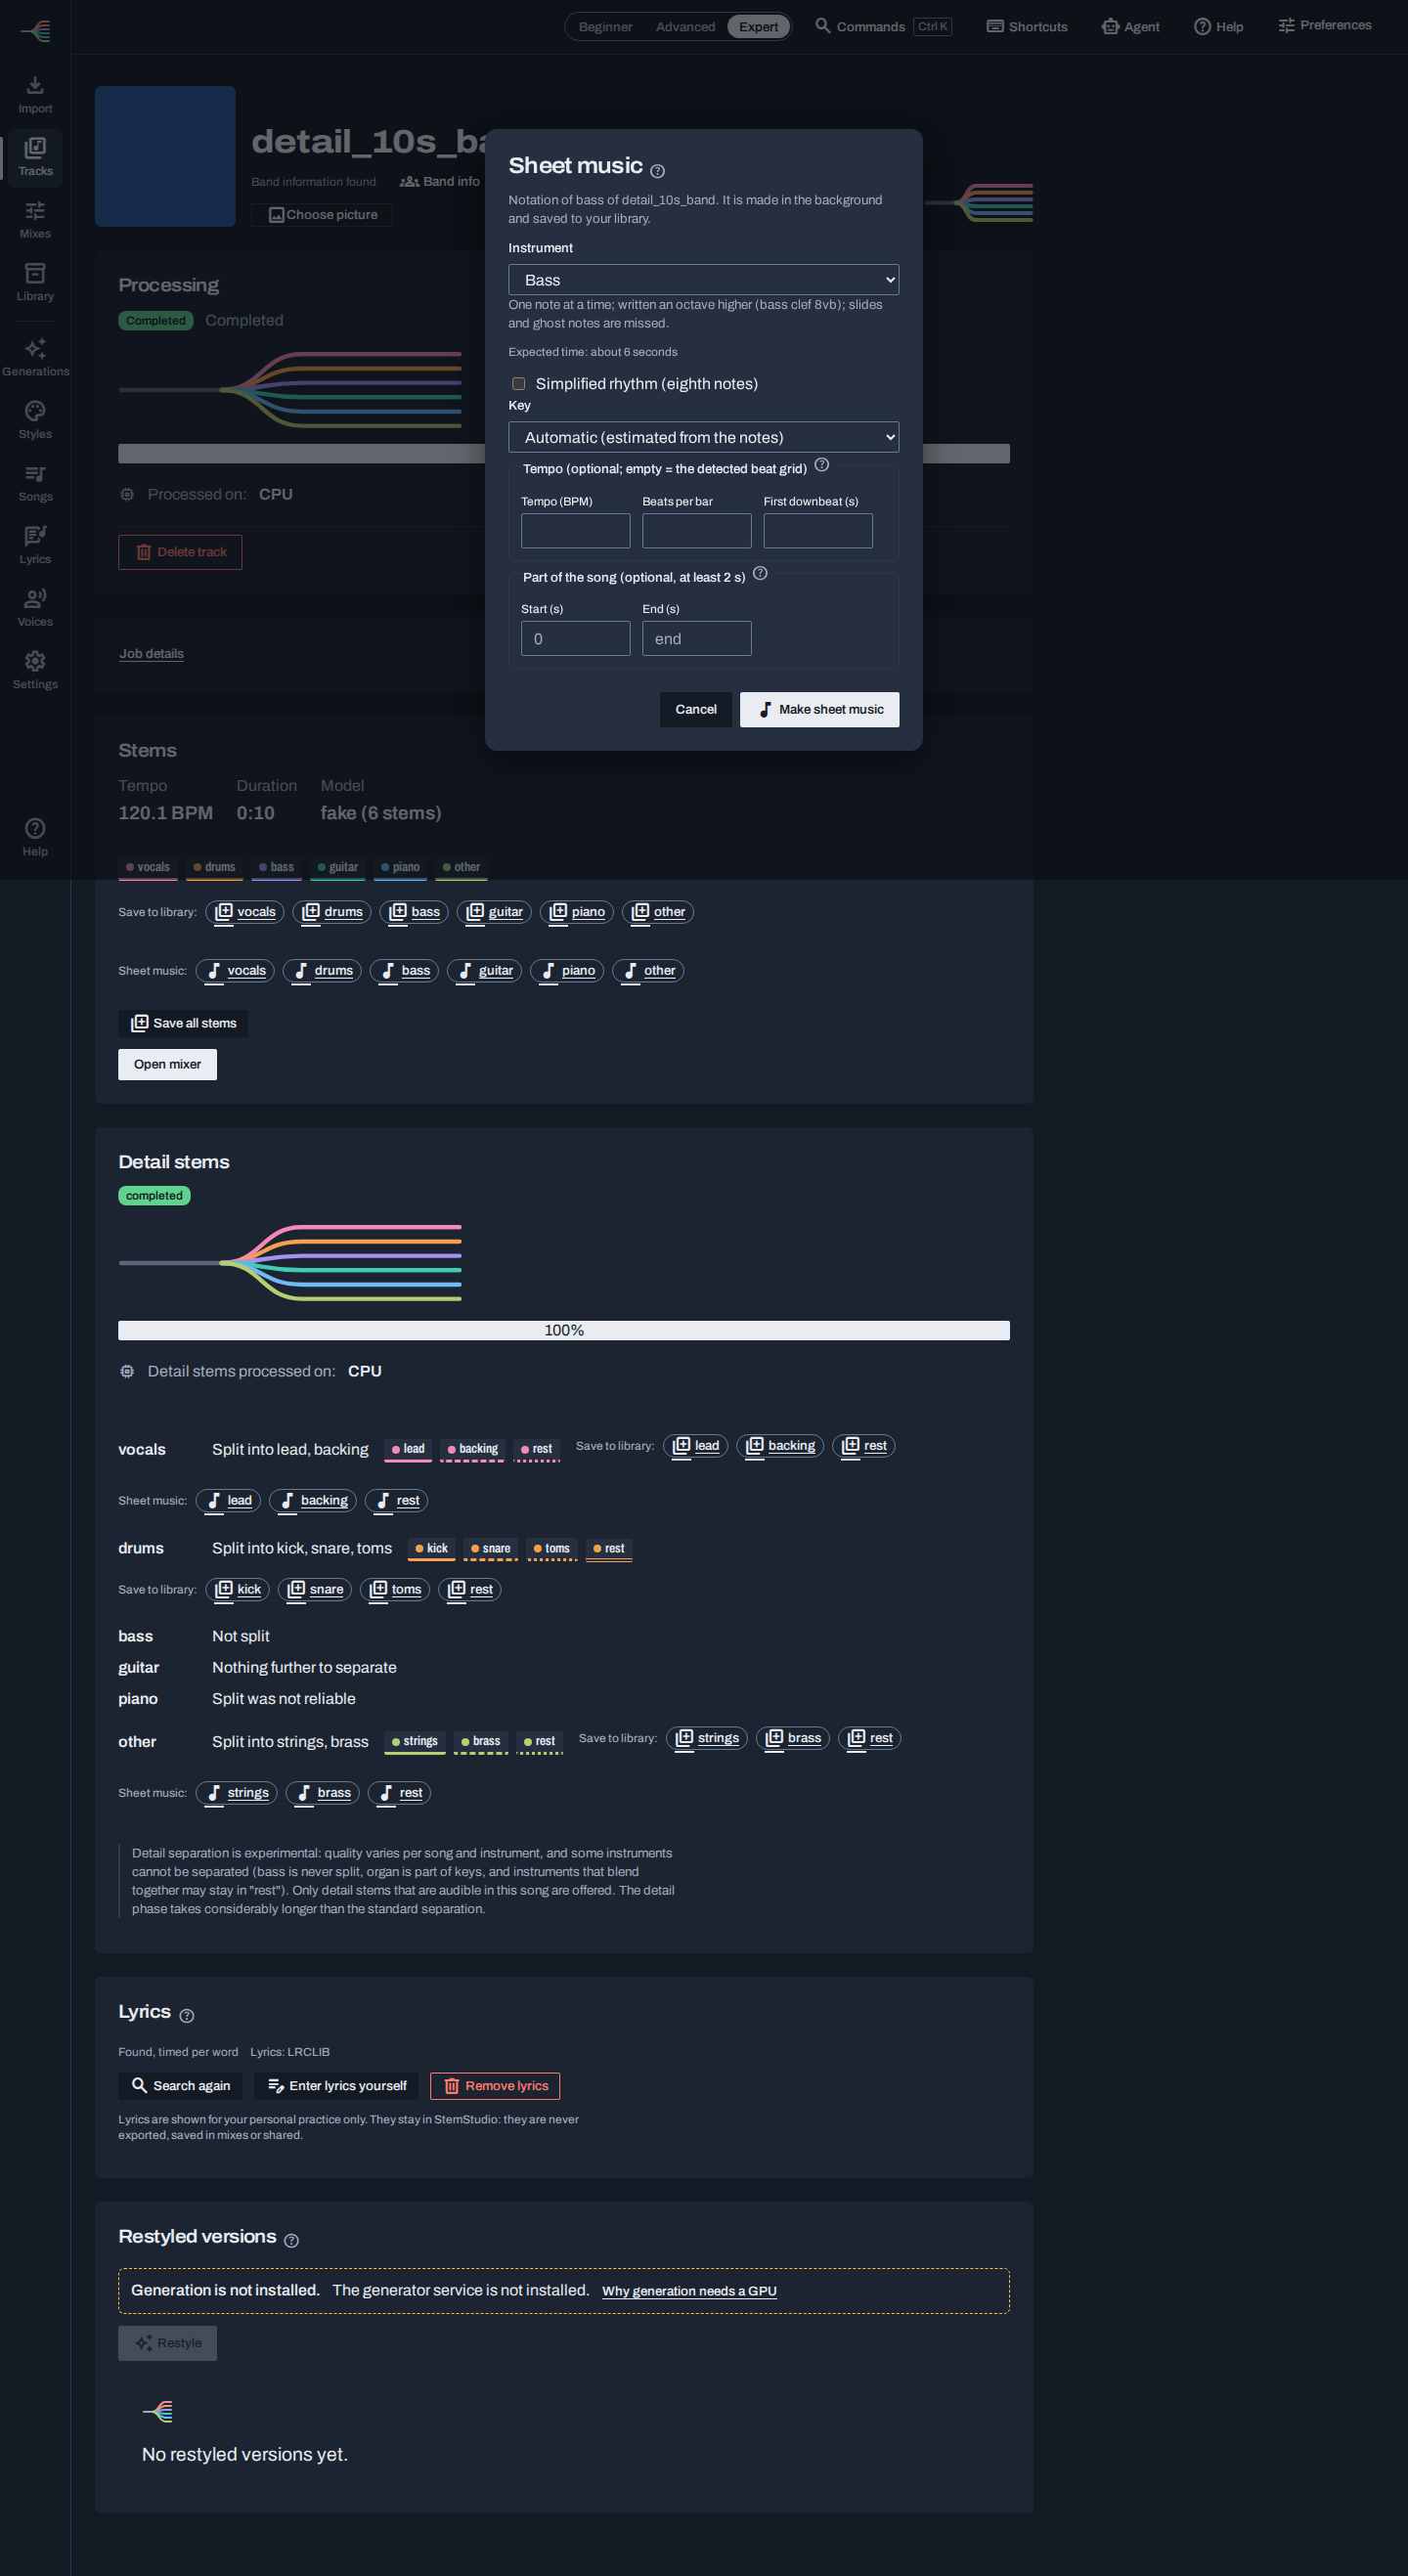 Beginner Advanced Expert Commands Ctrl K Shortcuts Agent Help Preferences
Import
Tracks
Mixes
Library
Generations
Styles
Songs
Lyrics
Voices
Settings
Help
detail_10s_ba
Band information found Band info
Choose picture
Processing
Completed Completed
Processed on: CPU
Delete track
Job details
Sheet music
Notation of bass of detail_10s_band. It is made in the background
and saved to your library.
Instrument
Bass
One note at a time; written an octave higher (bass clef 8vb); slides
and ghost notes are missed.
Expected time: about 6 seconds
Simplified rhythm (eighth notes)
Key
Automatic (estimated from the notes)
Tempo (optional; empty = the detected beat grid)
Tempo (BPM) Beats per bar First downbeat (s)
Part of the song (optional, at least 2 s)
Start (s) End (s)
0 end
Cancel Make sheet music
Stems
Tempo Duration Model
120.1 BPM 0:10 fake (6 stems)
vocals drums bass guitar piano other
Save to library: vocals drums bass guitar piano other
Sheet music: vocals drums bass guitar piano other
Save all stems
Open mixer
Detail stems
completed
100%
Detail stems processed on: CPU
vocals Split into lead, backing lead backing rest Save to library: lead backing rest
Sheet music: lead backing rest
drums Split into kick, snare, toms kick snare toms rest
Save to library: kick snare toms rest
bass Not split
guitar Nothing further to separate
piano Split was not reliable
other Split into strings, brass strings brass rest Save to library: strings brass rest
Sheet music: strings brass rest
Detail separation is experimental: quality varies per song and instrument, and some instruments
cannot be separated (bass is never split, organ is part of keys, and instruments that blend
together may stay in "rest"). Only detail stems that are audible in this song are offered. The detail
phase takes considerably longer than the standard separation.
Lyrics
Found, timed per word Lyrics: LRCLIB
Search again Enter lyrics yourself Remove lyrics
Lyrics are shown for your personal practice only. They stay in StemStudio: they are never
exported, saved in mixes or shared.
Restyled versions
Generation is not installed. The generator service is not installed. Why generation needs a GPU
Restyle
No restyled versions yet.